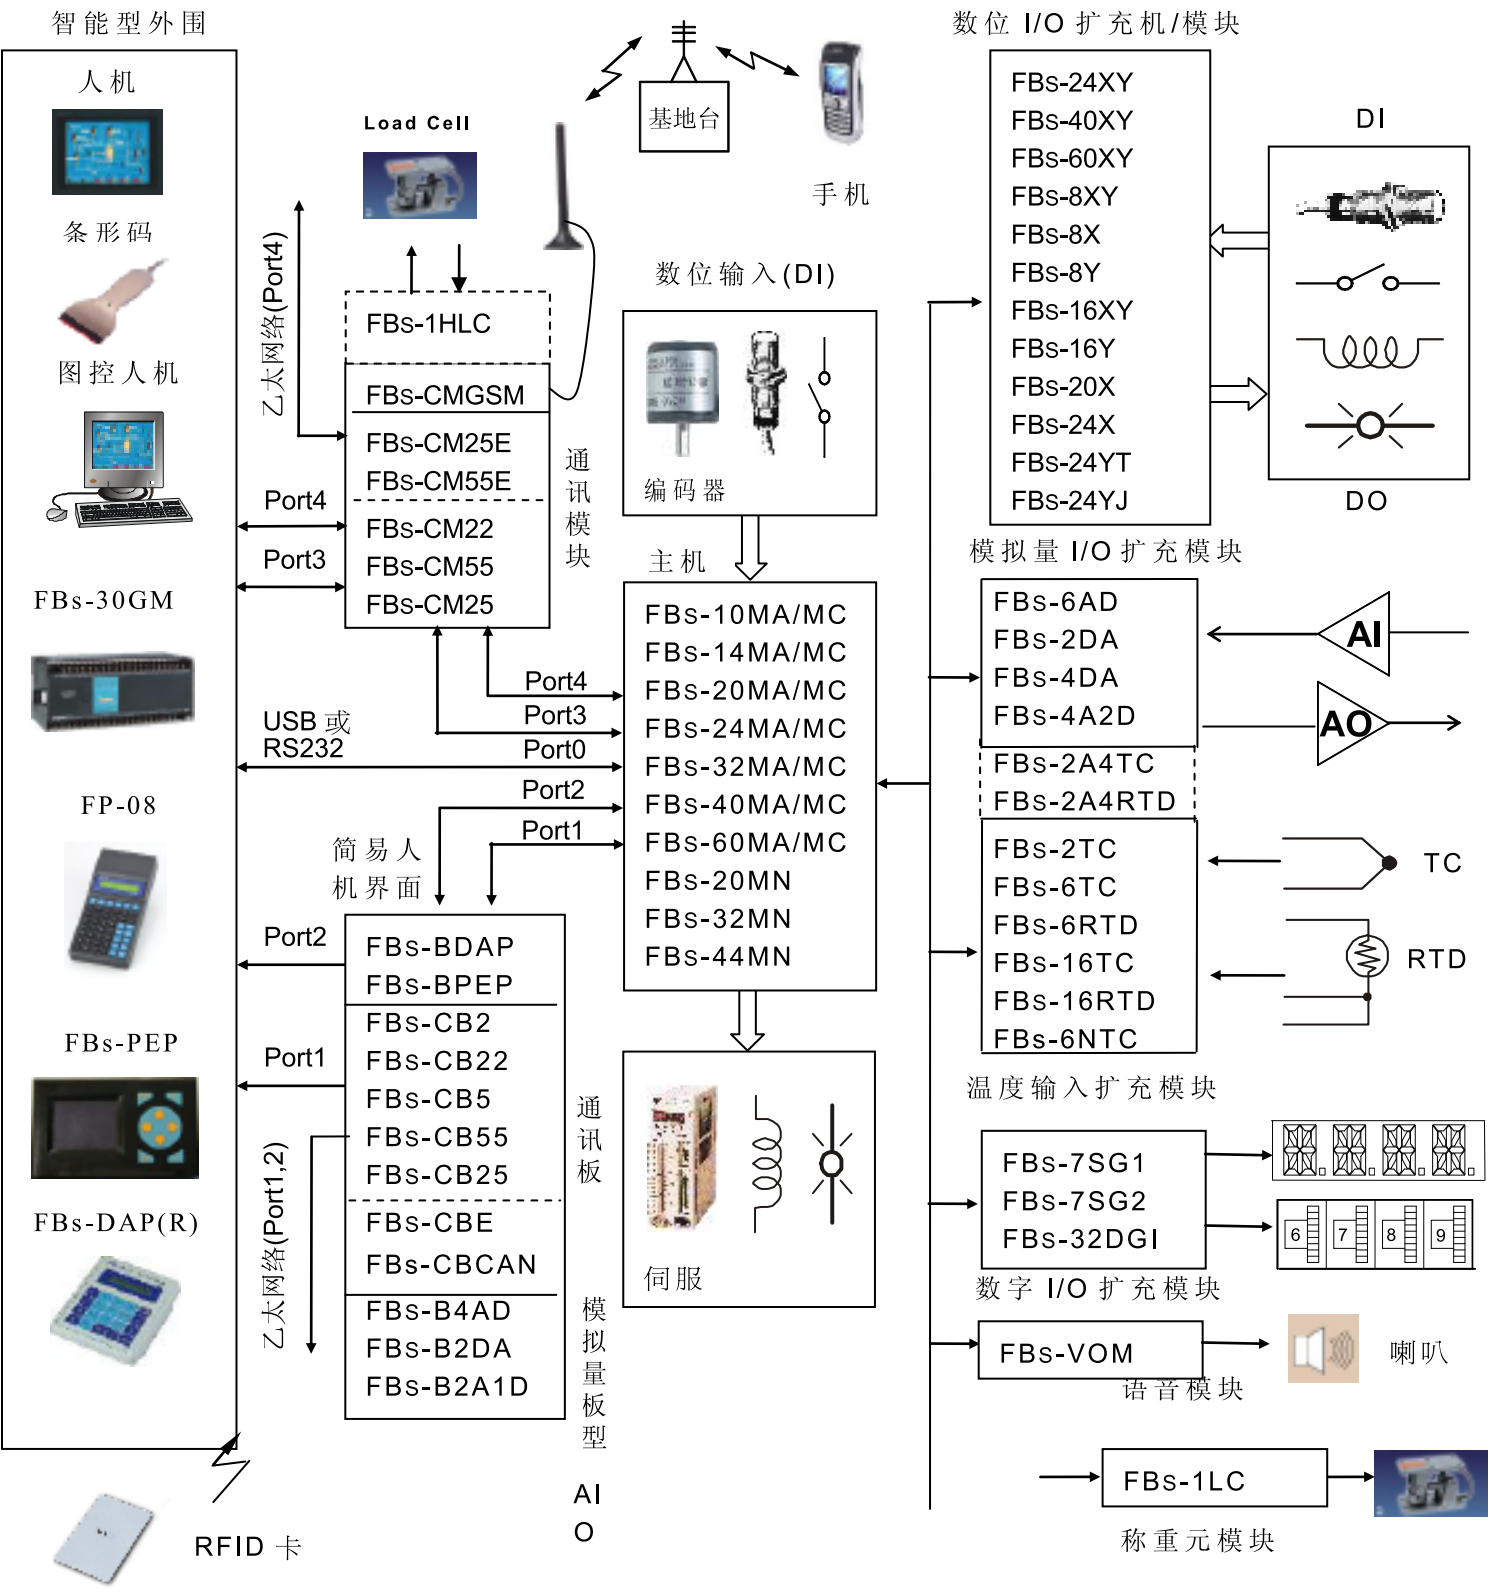 智能型外围
人机
条形码
图控人机
FBs-30GM
FP-08
FBs-PEP
FBs-DAP(R)
RFID 卡
Load Cell
基地台
手机
乙太网络(Port4)
FBs-1HLC
FBs-CMGSM
FBs-CM25E
FBs-CM55E
FBs-CM22
FBs-CM55
FBs-CM25
通讯模块
Port4
Port3
数位输入(DI)
编码器
主机
FBs-10MA/MC
FBs-14MA/MC
FBs-20MA/MC
FBs-24MA/MC
FBs-32MA/MC
FBs-40MA/MC
FBs-60MA/MC
FBs-20MN
FBs-32MN
FBs-44MN
Port4
Port3
USB 或
RS232
Port0
Port2
Port1
简易人
机界面
Port2
Port1
乙太网络(Port1,2)
FBs-BDAP
FBs-BPEP
FBs-CB2
FBs-CB22
FBs-CB5
FBs-CB55
FBs-CB25
FBs-CBE
FBs-CBCAN
FBs-B4AD
FBs-B2DA
FBs-B2A1D
通讯板
模拟量板型
AI
O
伺服
数位 I/O 扩充机/模块
FBs-24XY
FBs-40XY
FBs-60XY
FBs-8XY
FBs-8X
FBs-8Y
FBs-16XY
FBs-16Y
FBs-20X
FBs-24X
FBs-24YT
FBs-24YJ
DI
DO
模拟量 I/O 扩充模块
FBs-6AD
FBs-2DA
FBs-4DA
FBs-4A2D
FBs-2A4TC
FBs-2A4RTD
FBs-2TC
FBs-6TC
FBs-6RTD
FBs-16TC
FBs-16RTD
FBs-6NTC
AI
AO
TC
RTD
温度输入扩充模块
FBs-7SG1
FBs-7SG2
FBs-32DGI
6 7 8 9
数字 I/O 扩充模块
FBs-VOM
喇叭
语音模块
FBs-1LC
称重元模块